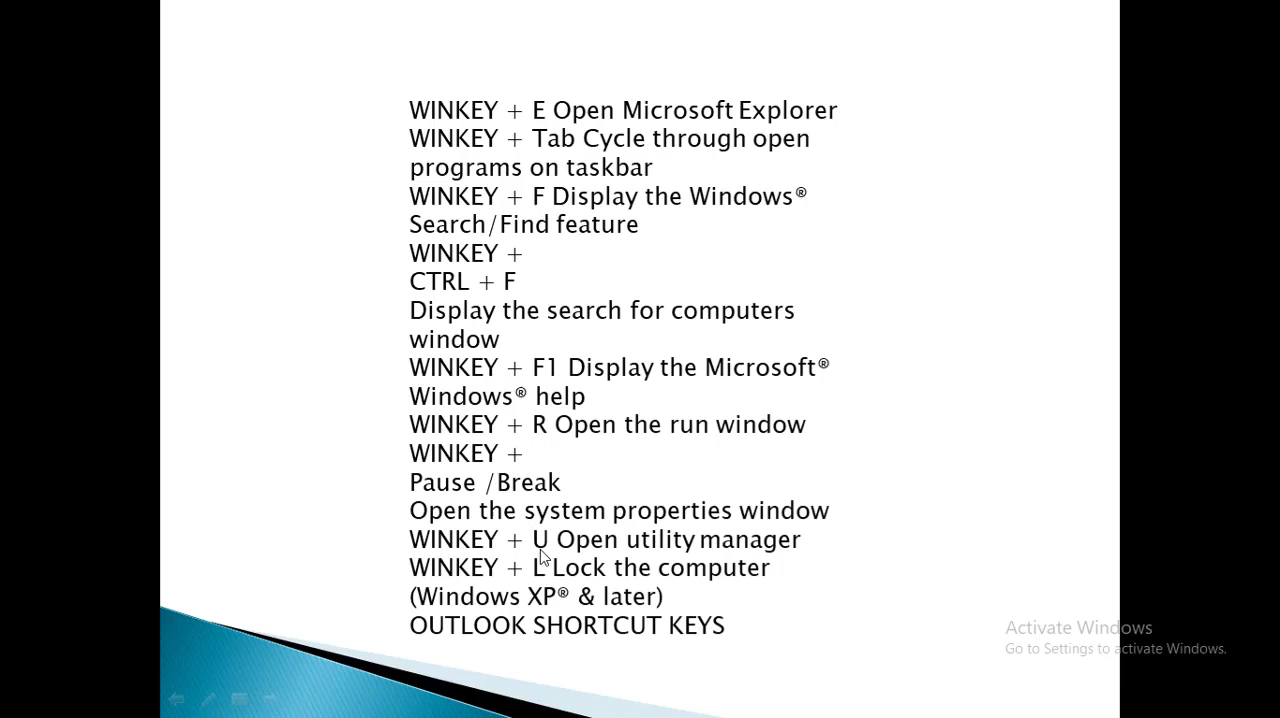 WINKEY + E Open Microsoft Explorer
WINKEY + Tab Cycle through open
programs on taskbar
WINKEY + F Display the Windows®
Search/Find feature
WINKEY +
CTRL + F
Display the search for computers
window
WINKEY + F1 Display the Microsoft®
Windows® help
WINKEY + R Open the run window
WINKEY +
Pause /Break
Open the system properties window
WINKEY + U Open utility manager
WINKEY + L Lock the computer
(Windows XP® & later)
OUTLOOK SHORTCUT KEYS
Activate Windows
Go to Settings to activate Windows.